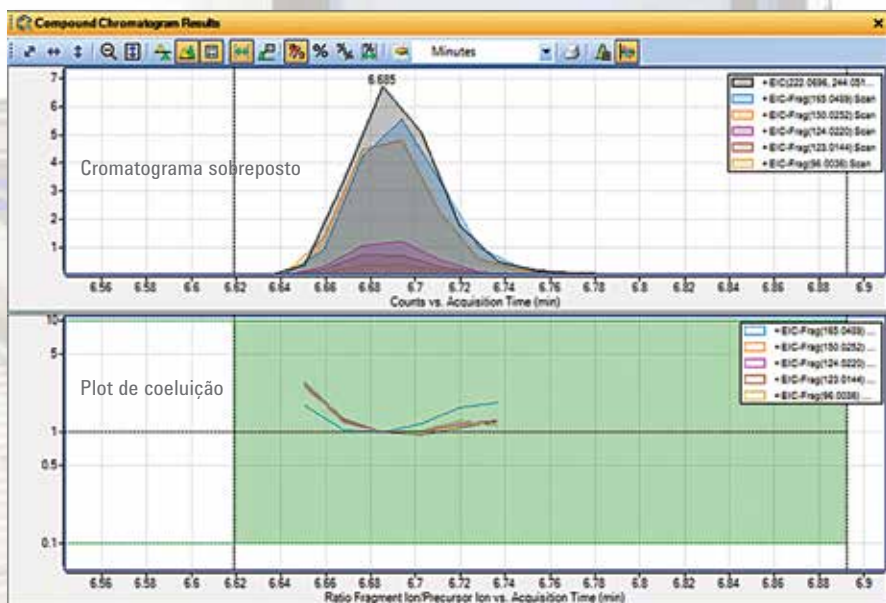 Compound Chromatogram Results
Minutes
6.685
7
6
5
4
3
2
1
Cromatograma sobreposto
+EIC(222.0696, 244.051...
+EIC-Frag(165.0489) Scan
+EIC-Frag(150.0252) Scan
+EIC-Frag(124.0220) Scan
+EIC-Frag(123.0144) Scan
+EIC-Frag(96.0036) Scan
6.56 6.58 6.6 6.62 6.64 6.66 6.68 6.7 6.72 6.74 6.76 6.78 6.8 6.82 6.84 6.86 6.88 6.9
Counts vs. Acquisition Time (min)
10
5
1
0.5
0.1
Plot de coeluição
+EIC-Frag(165.0489) ...
+EIC-Frag(150.0252) ...
+EIC-Frag(124.0220) ...
+EIC-Frag(123.0144) ...
+EIC-Frag(96.0036) ...
6.56 6.58 6.6 6.62 6.64 6.66 6.68 6.7 6.72 6.74 6.76 6.78 6.8 6.82 6.84 6.86 6.88 6.9
Ratio Fragment Ion/Precursor Ion vs. Acquisition Time (min)